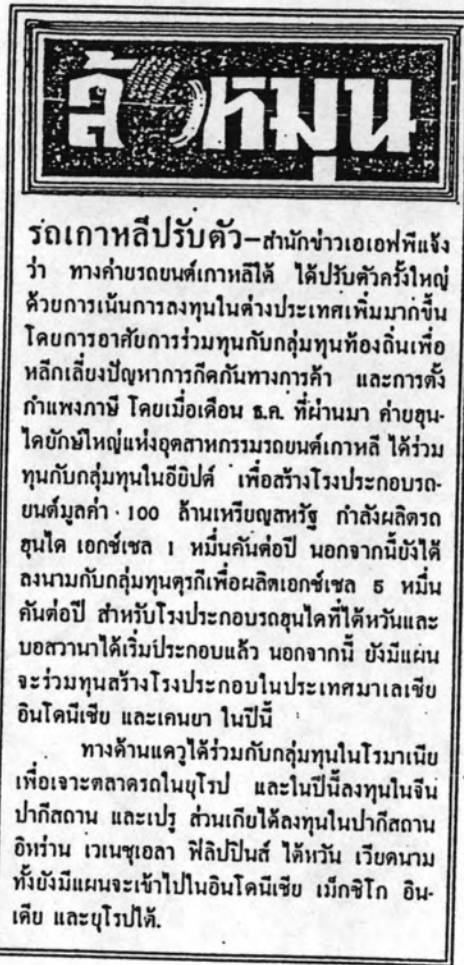 ล้อหมุน
รถเกาหลีปรับตัว–สำนักข่าวเอเอฟพีแจ้ง
ว่า ทางค่ายรถยนต์เกาหลีใต้ ได้ปรับตัวครั้งใหญ่
ด้วยการเน้นการลงทุนในต่างประเทศเพิ่มมากขึ้น
โดยการอาศัยการร่วมทุนกับกลุ่มทุนท้องถิ่นเพื่อ
หลีกเลี่ยงปัญหาการกีดกันทางการค้า และการตั้ง
กำแพงภาษี โดยเมื่อเดือน ธ.ค. ที่ผ่านมา ค่ายฮุน-
ไดยักษ์ใหญ่แห่งอุตสาหกรรมรถยนต์เกาหลี ได้ร่วม
ทุนกับกลุ่มทุนในอียิปต์ เพื่อสร้างโรงประกอบรถ-
ยนต์มูลค่า 100 ล้านเหรียญสหรัฐ กำลังผลิตรถ
ฮุนได เอกซ์เซล 1 หมื่นคันต่อปี นอกจากนี้ยังได้
ลงนามกับกลุ่มทุนตุรกีเพื่อผลิตเอกซ์เซล 5 หมื่น
คันต่อปี สำหรับโรงประกอบรถฮุนไดที่ไต้หวันและ
บอสวานาได้เริ่มประกอบแล้ว นอกจากนี้ ยังมีแผน
จะร่วมทุนสร้างโรงประกอบในประเทศมาเลเซีย
อินโดนีเซีย และเคนยา ในปีนี้
ทางด้านแดวูได้ร่วมกับกลุ่มทุนในโรมาเนีย
เพื่อเจาะตลาดรถในยุโรป และในปีนี้ลงทุนในจีน
ปากีสถาน และเปรู ส่วนเกียได้ลงทุนในปากีสถาน
อิหร่าน เวเนซุเอลา ฟิลิปปินส์ ไต้หวัน เวียดนาม
ทั้งยังมีแผนจะเข้าไปในอินโดนีเซีย เม็กซิโก อิน-
เดีย และยุโรปใต้.